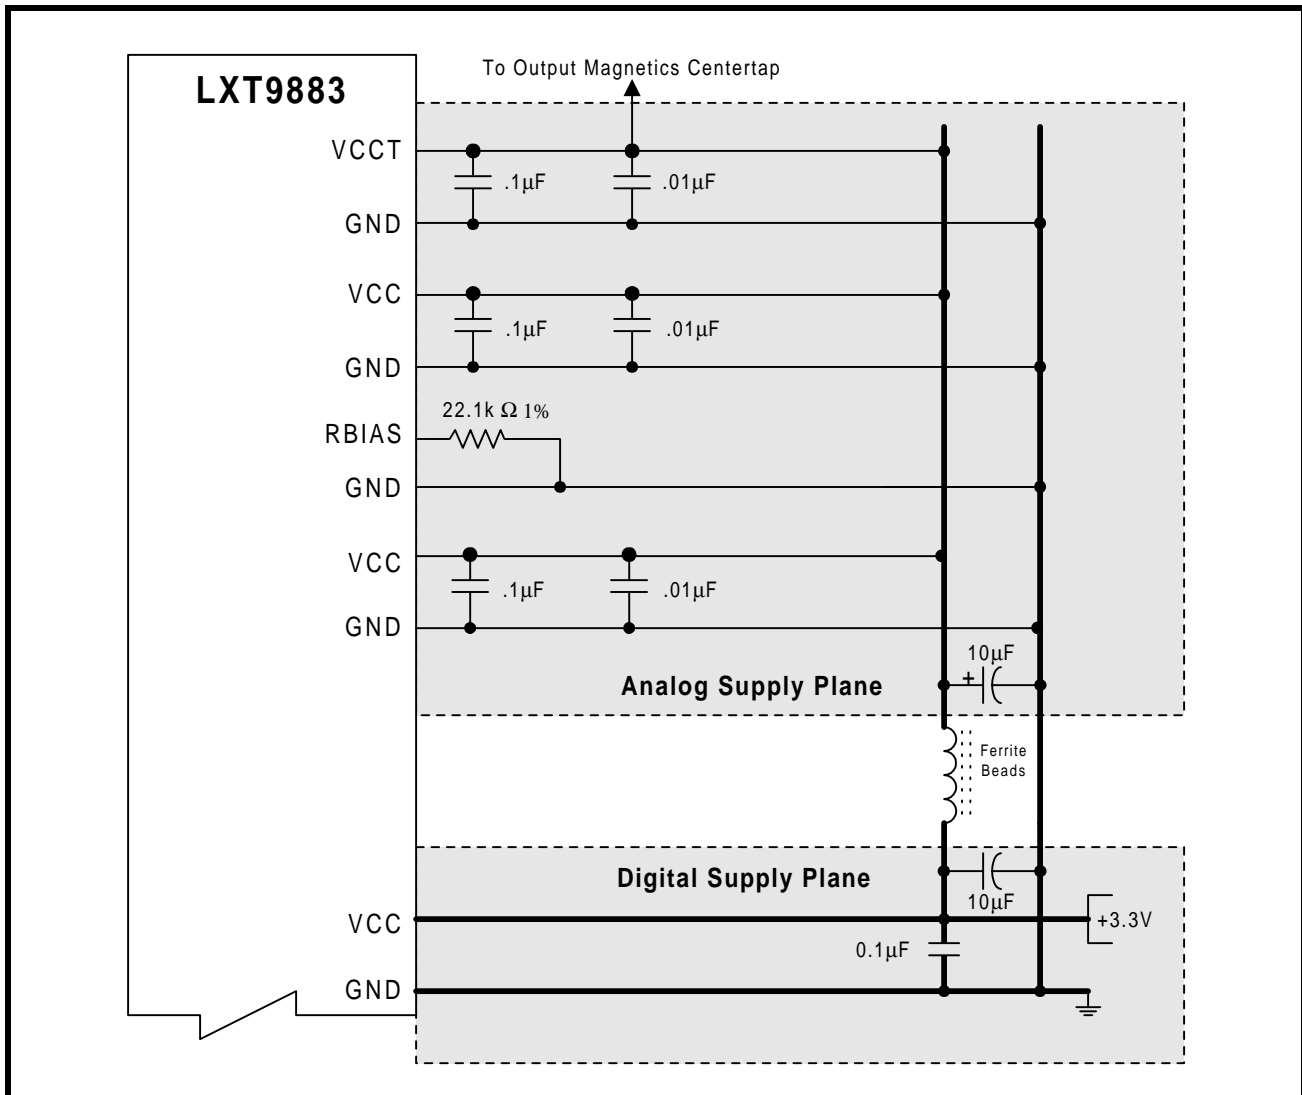 To Output Magnetics Centertap
LXT9883
VCCT
.1µF
.01µF
GND
VCC
.1µF
.01µF
GND
22.1k Ω 1%
RBIAS
GND
VCC
.1µF
.01µF
GND
10µF
+
Analog Supply Plane
Ferrite
Beads
Digital Supply Plane
10µF
VCC
+3.3V
0.1µF
GND